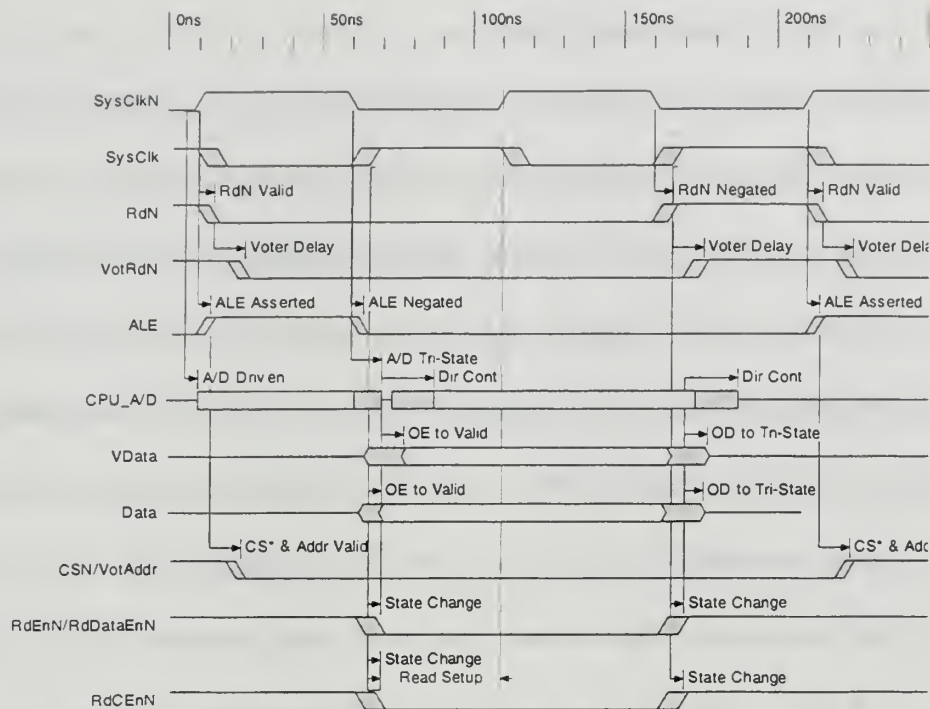 0ns 50ns 100ns 150ns 200ns
SysClkN
SysClk
RdN Valid RdN Negated RdN Valid
RdN
Voter Delay Voter Delay Voter Dela
VotRdN
ALE Asserted ALE Negated ALE Asserted
ALE
A/D Tri-State
A/D Driven Dir Cont Dir Cont
CPU_A/D
OE to Valid OD to Tri-State
VData
OE to Valid OD to Tri-State
Data
CS* & Addr Valid CS* & Add
CSN/VotAddr
State Change State Change
RdEnN/RdDataEnN
State Change
Read Setup State Change
RdCEnN